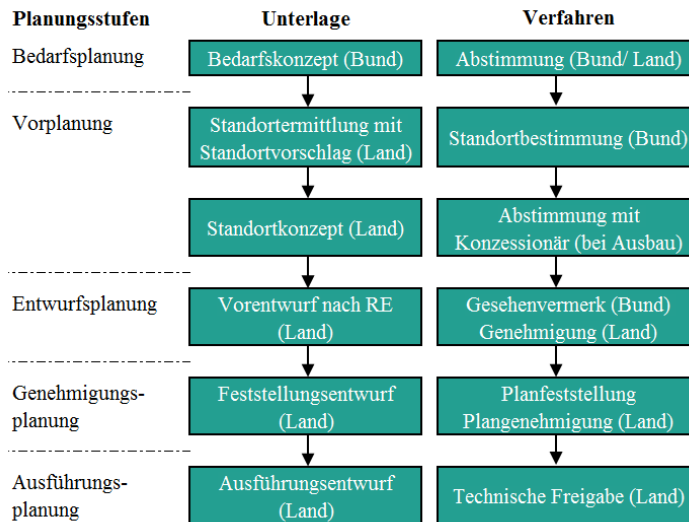 Planungsstufen Unterlage Verfahren
Bedarfsplanung Bedarfskonzept (Bund) Abstimmung (Bund/ Land)
Vorplanung
Standortermittlung mit
Standortvorschlag (Land)
Standortbestimmung (Bund)
Standortkonzept (Land)
Abstimmung mit
Konzessionär (bei Ausbau)
Entwurfsplanung
Vorentwurf nach RE
(Land)
Gesehenvermerk (Bund)
Genehmigung (Land)
Genehmigungs-
planung
Feststellungsentwurf
(Land)
Planfeststellung
Plangenehmigung (Land)
Ausführungs-
planung
Ausführungsentwurf
(Land)
Technische Freigabe (Land)